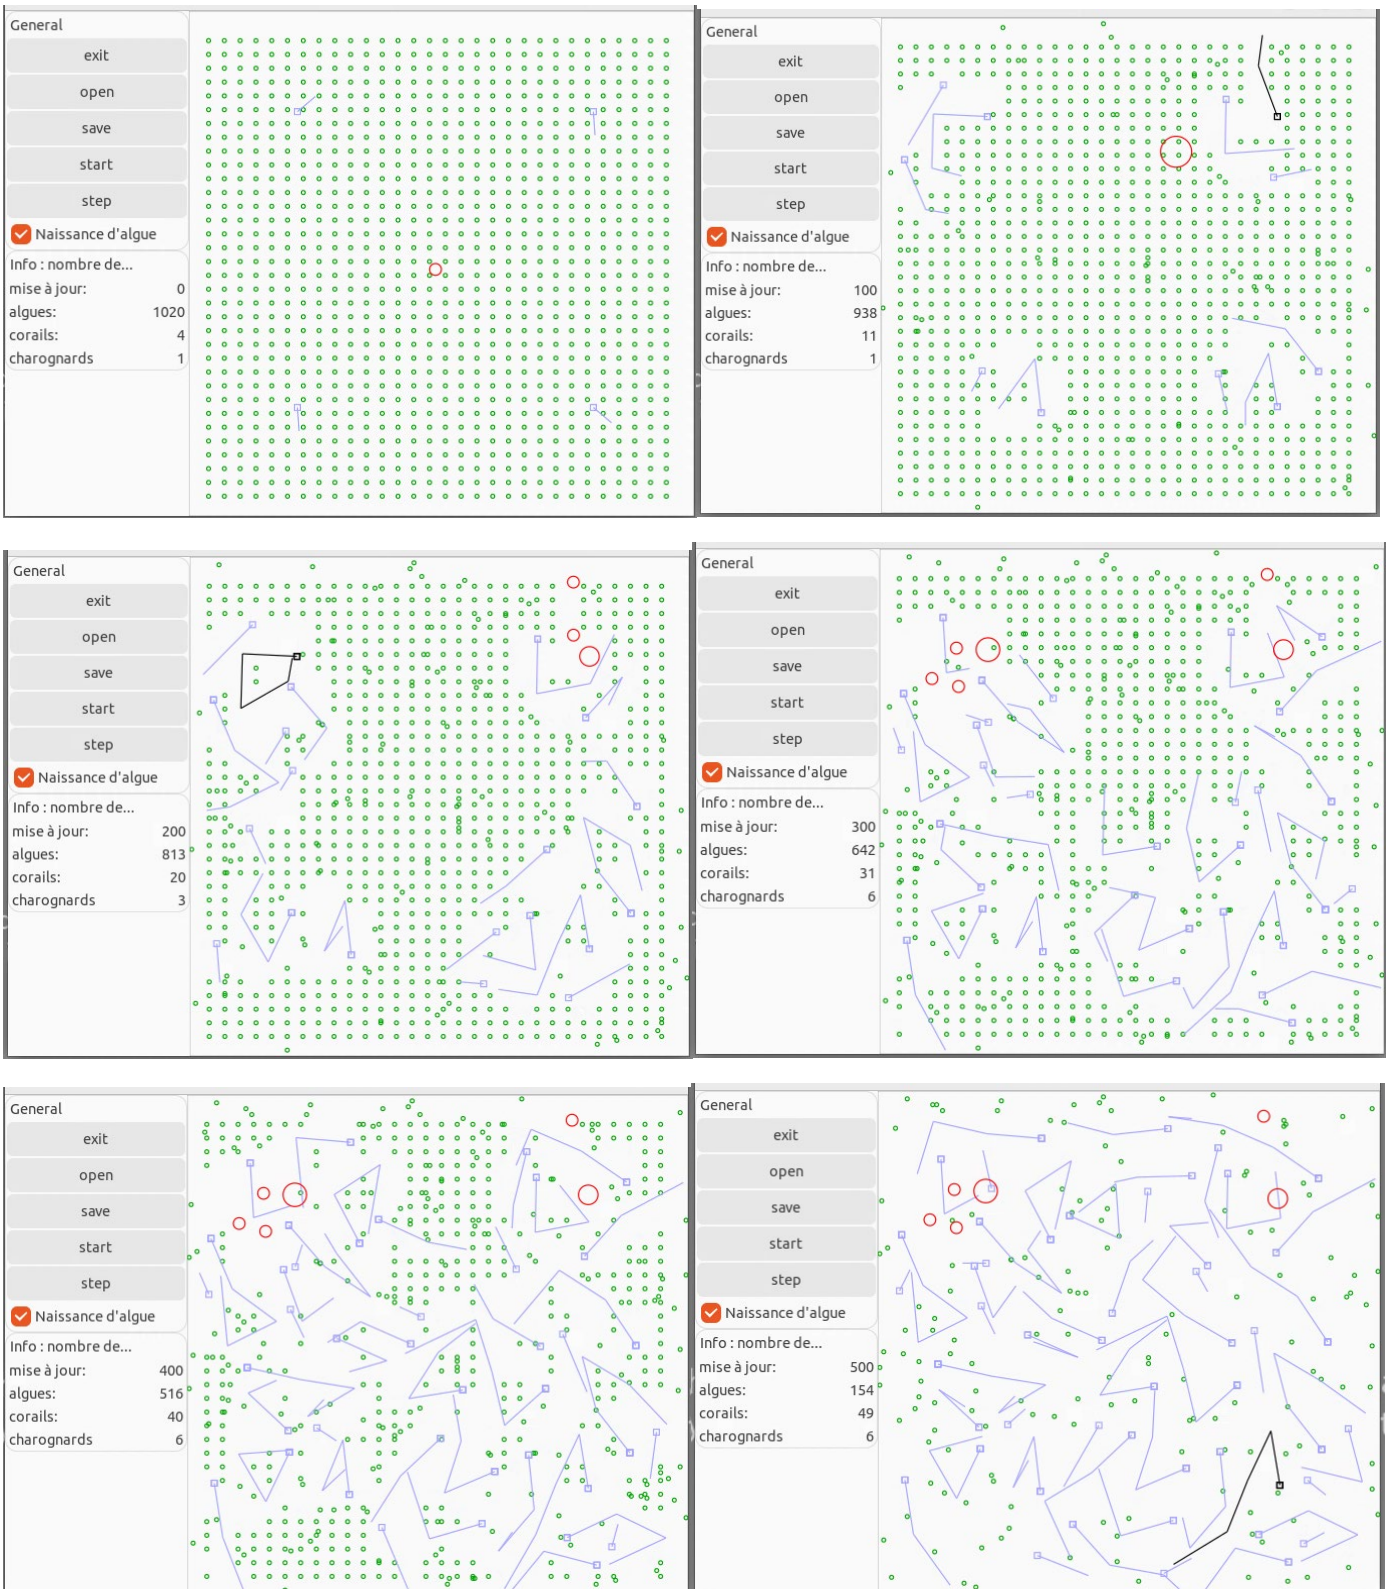 General
exit
open
save
start
step
Naissance d'algue
Info : nombre de...
mise à jour: 0
algues: 1020
corails: 4
charognards 1
General
exit
open
save
start
step
Naissance d'algue
Info : nombre de...
mise à jour: 100
algues: 938
corails: 11
charognards 1
General
exit
open
save
start
step
Naissance d'algue
Info : nombre de...
mise à jour: 200
algues: 813
corails: 20
charognards 3
General
exit
open
save
start
step
Naissance d'algue
Info : nombre de...
mise à jour: 300
algues: 642
corails: 31
charognards 6
General
exit
open
save
start
step
Naissance d'algue
Info : nombre de...
mise à jour: 400
algues: 516
corails: 40
charognards 6
General
exit
open
save
start
step
Naissance d'algue
Info : nombre de...
mise à jour: 500
algues: 154
corails: 49
charognards 6